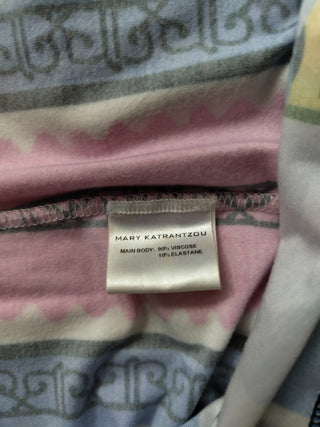 MARY KATRANTZOU
MAIN BODY: 90% VISCOSE
10% ELASTANE